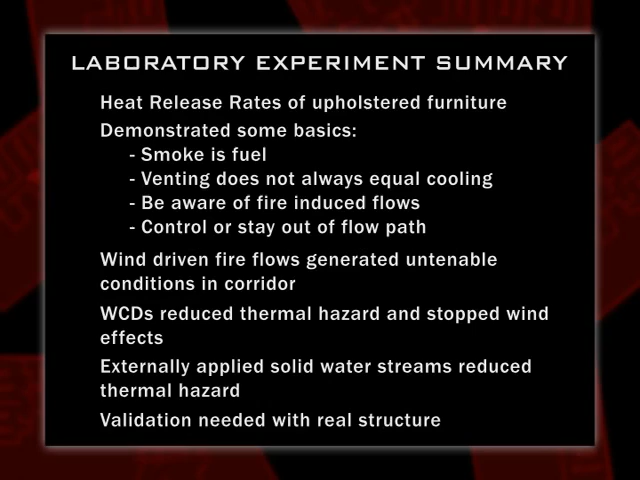 LABORATORY EXPERIMENT SUMMARY
Heat Release Rates of upholstered furniture
Demonstrated some basics:
- Smoke is fuel
- Venting does not always equal cooling
- Be aware of fire induced flows
- Control or stay out of flow path
Wind driven fire flows generated untenable
conditions in corridor
WCDs reduced thermal hazard and stopped wind
effects
Externally applied solid water streams reduced
thermal hazard
Validation needed with real structure